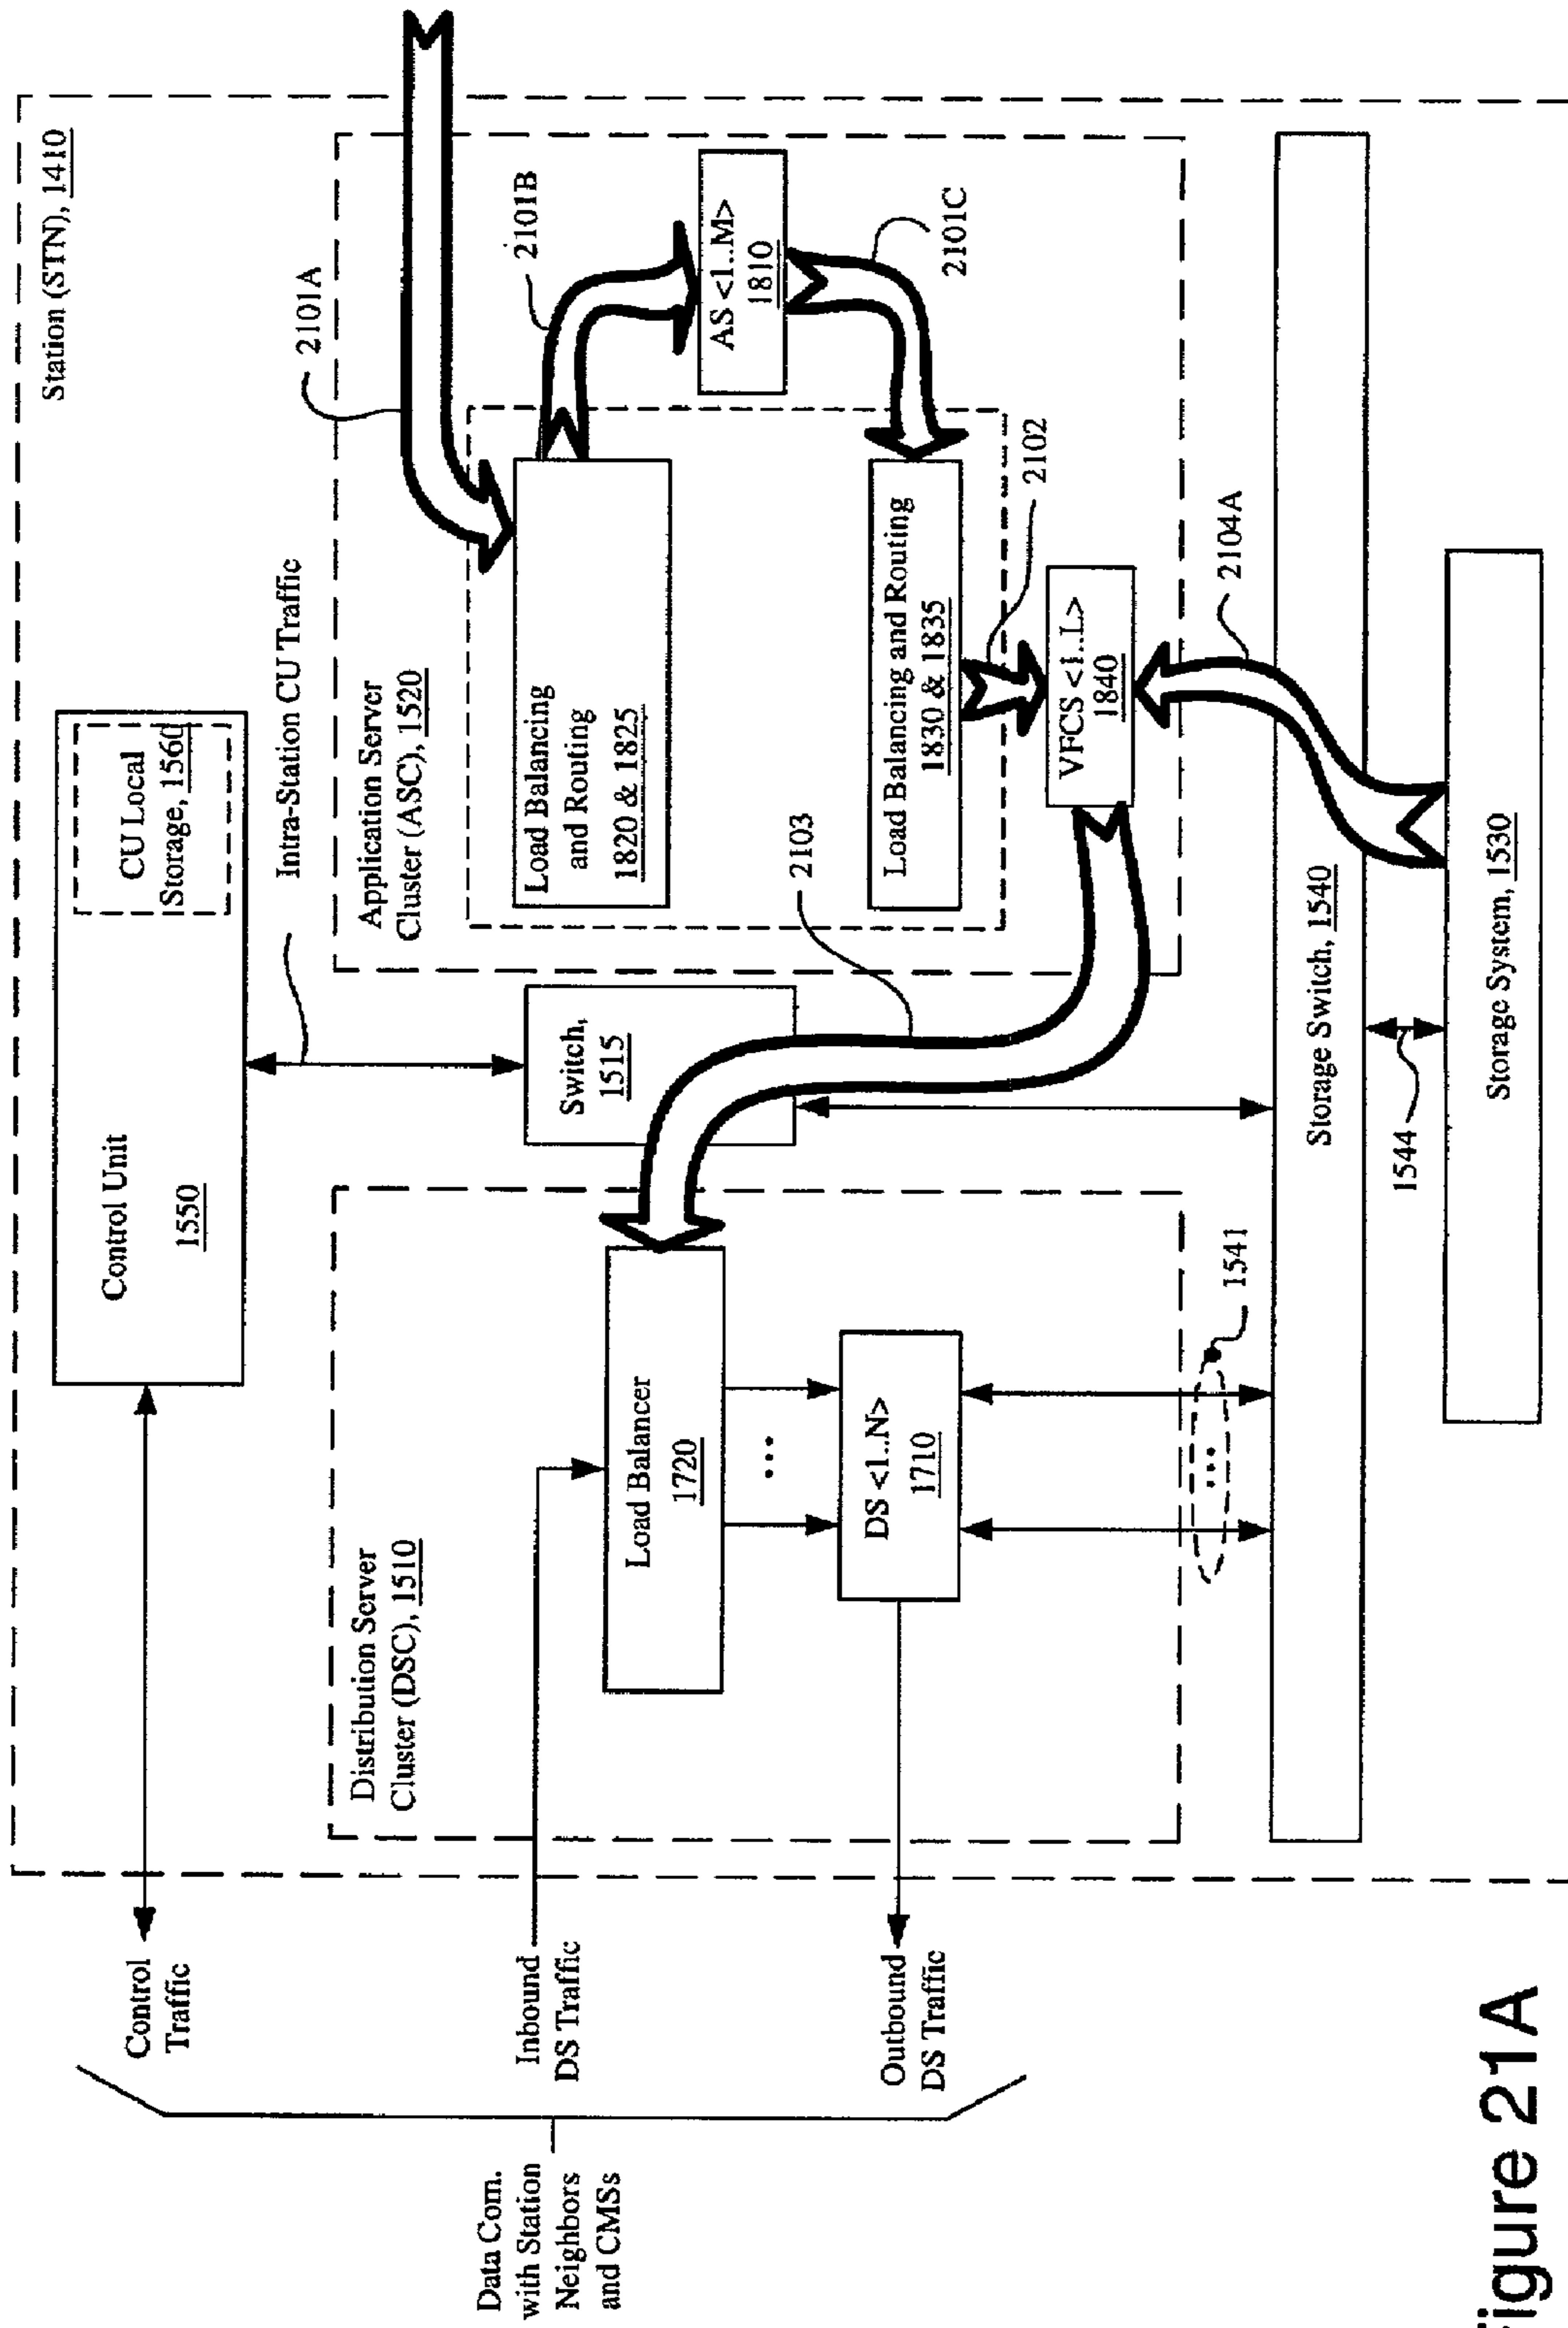 Station (STN), 1410
Control Unit
1550
CU Local
Storage, 1560
Control
Traffic
Intra-Station CU Traffic
2101A
Distribution Server
Cluster (DSC), 1510
Application Server
Cluster (ASC), 1520
Data Com.
with Station
Neighbors
and CMSs
Inbound
DS Traffic
Load Balancer
1720
...
Switch,
1515
Load Balancing
and Routing
1820 & 1825
2101B
AS <1..M>
1810
2101C
DS <1..N>
1710
Outbound
DS Traffic
2103
Load Balancing and Routing
1830 & 1835
2102
VFCS <1..L>
1840
2104A
...
1541
Storage Switch, 1540
1544
Storage System, 1530
Figure 21A